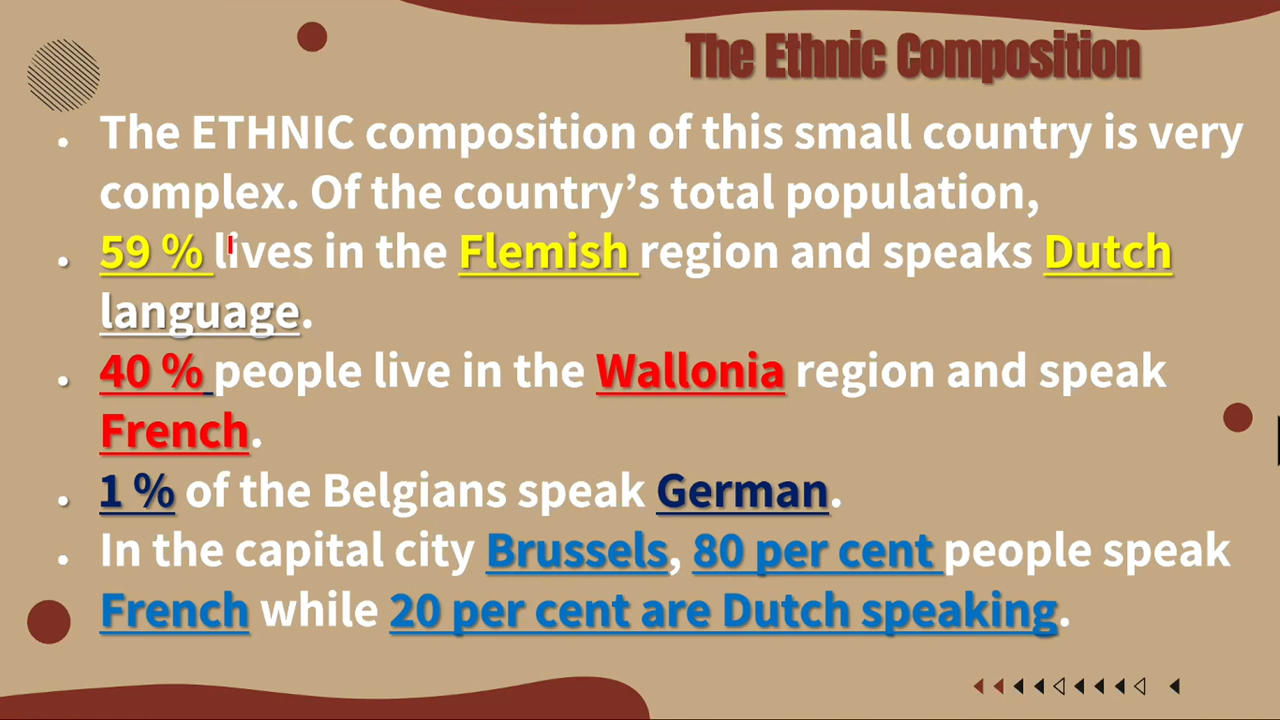 The Ethnic Composition
. The ETHNIC composition of this small country is very
complex. Of the country’s total population,
. 59 % lives in the Flemish region and speaks Dutch
language.
. 40 % people live in the Wallonia region and speak
French.
. 1 % of the Belgians speak German.
. In the capital city Brussels, 80 per cent people speak
French while 20 per cent are Dutch speaking.